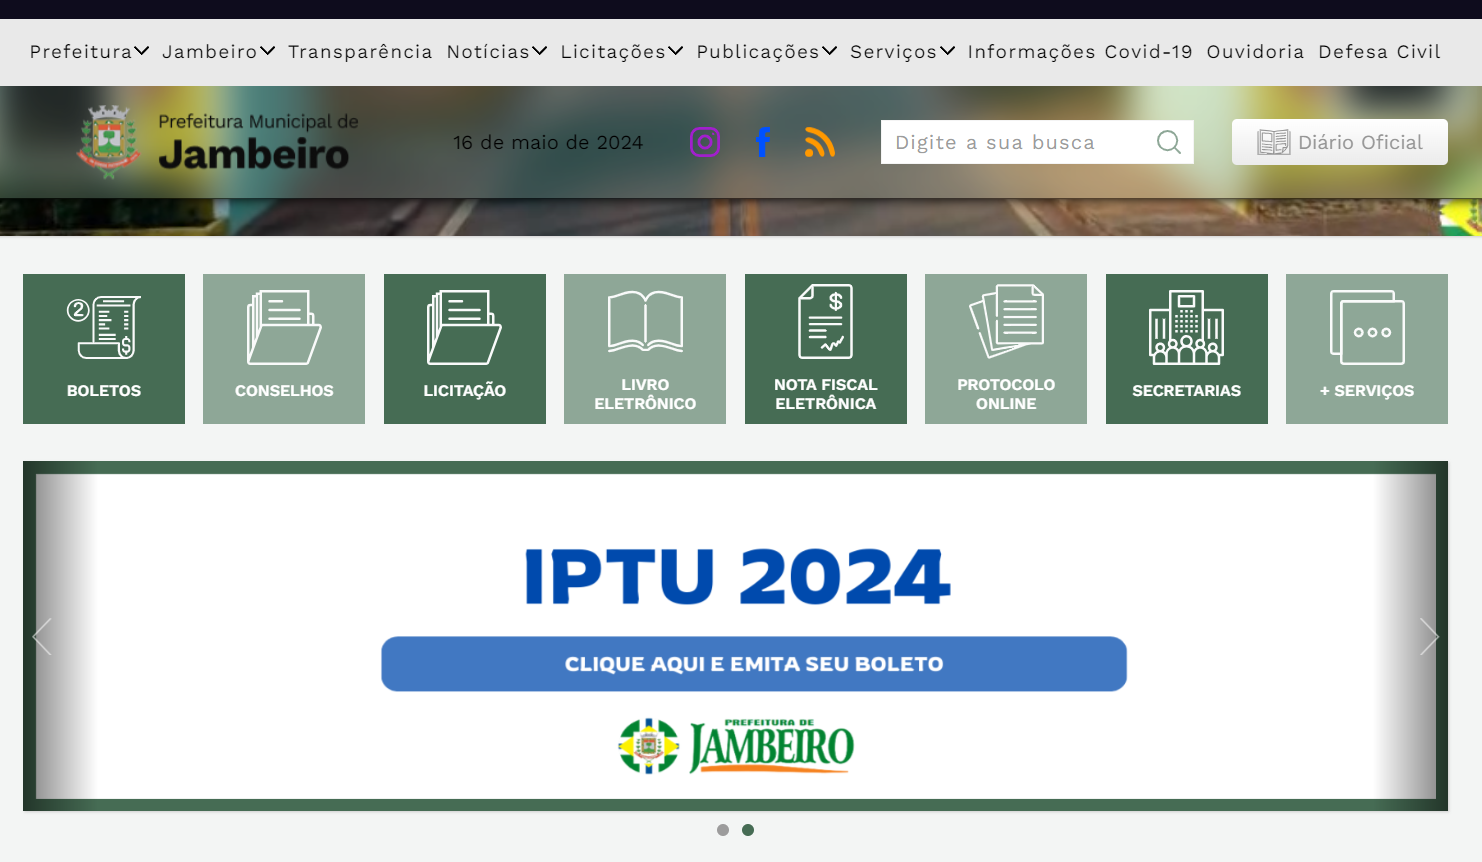 Prefeitura Jambeiro Transparência Notícias Licitações Publicações Serviços Informações Covid-19 Ouvidoria Defesa Civil
Prefeitura Municipal de
Jambeiro
16 de maio de 2024
Digite a sua busca
Diário Oficial
2
$
BOLETOS
CONSELHOS
LICITAÇÃO
LIVRO
ELETRÔNICO
$
NOTA FISCAL
ELETRÔNICA
PROTOCOLO
ONLINE
SECRETARIAS
+ SERVIÇOS
IPTU 2024
CLIQUE AQUI E EMITA SEU BOLETO
PREFEITURA DE
JAMBEIRO